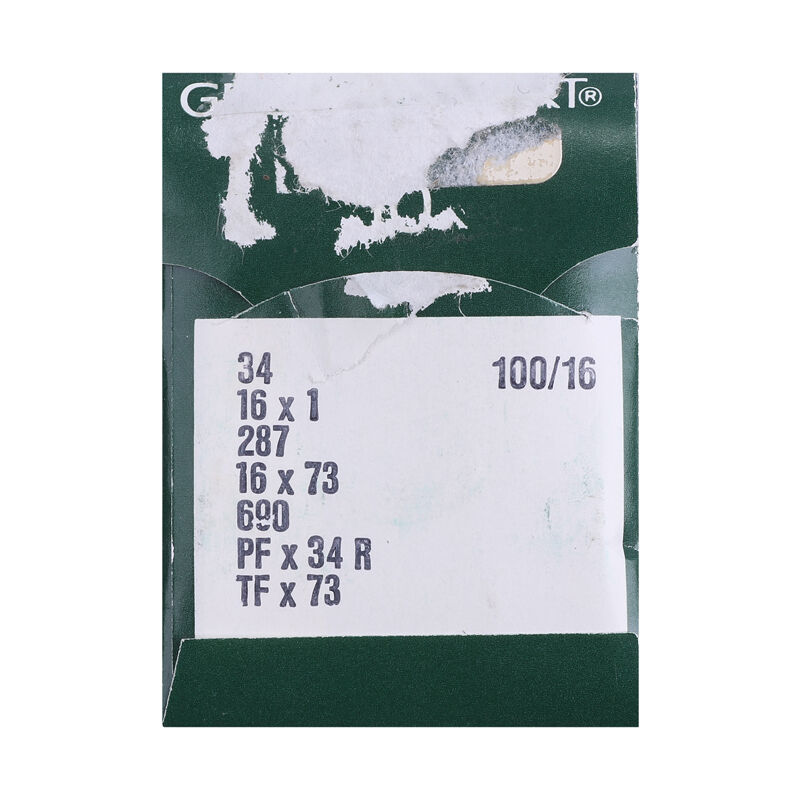 34 100/16
16 x 1
287
16 x 73
690
PF x 34 R
TF x 73